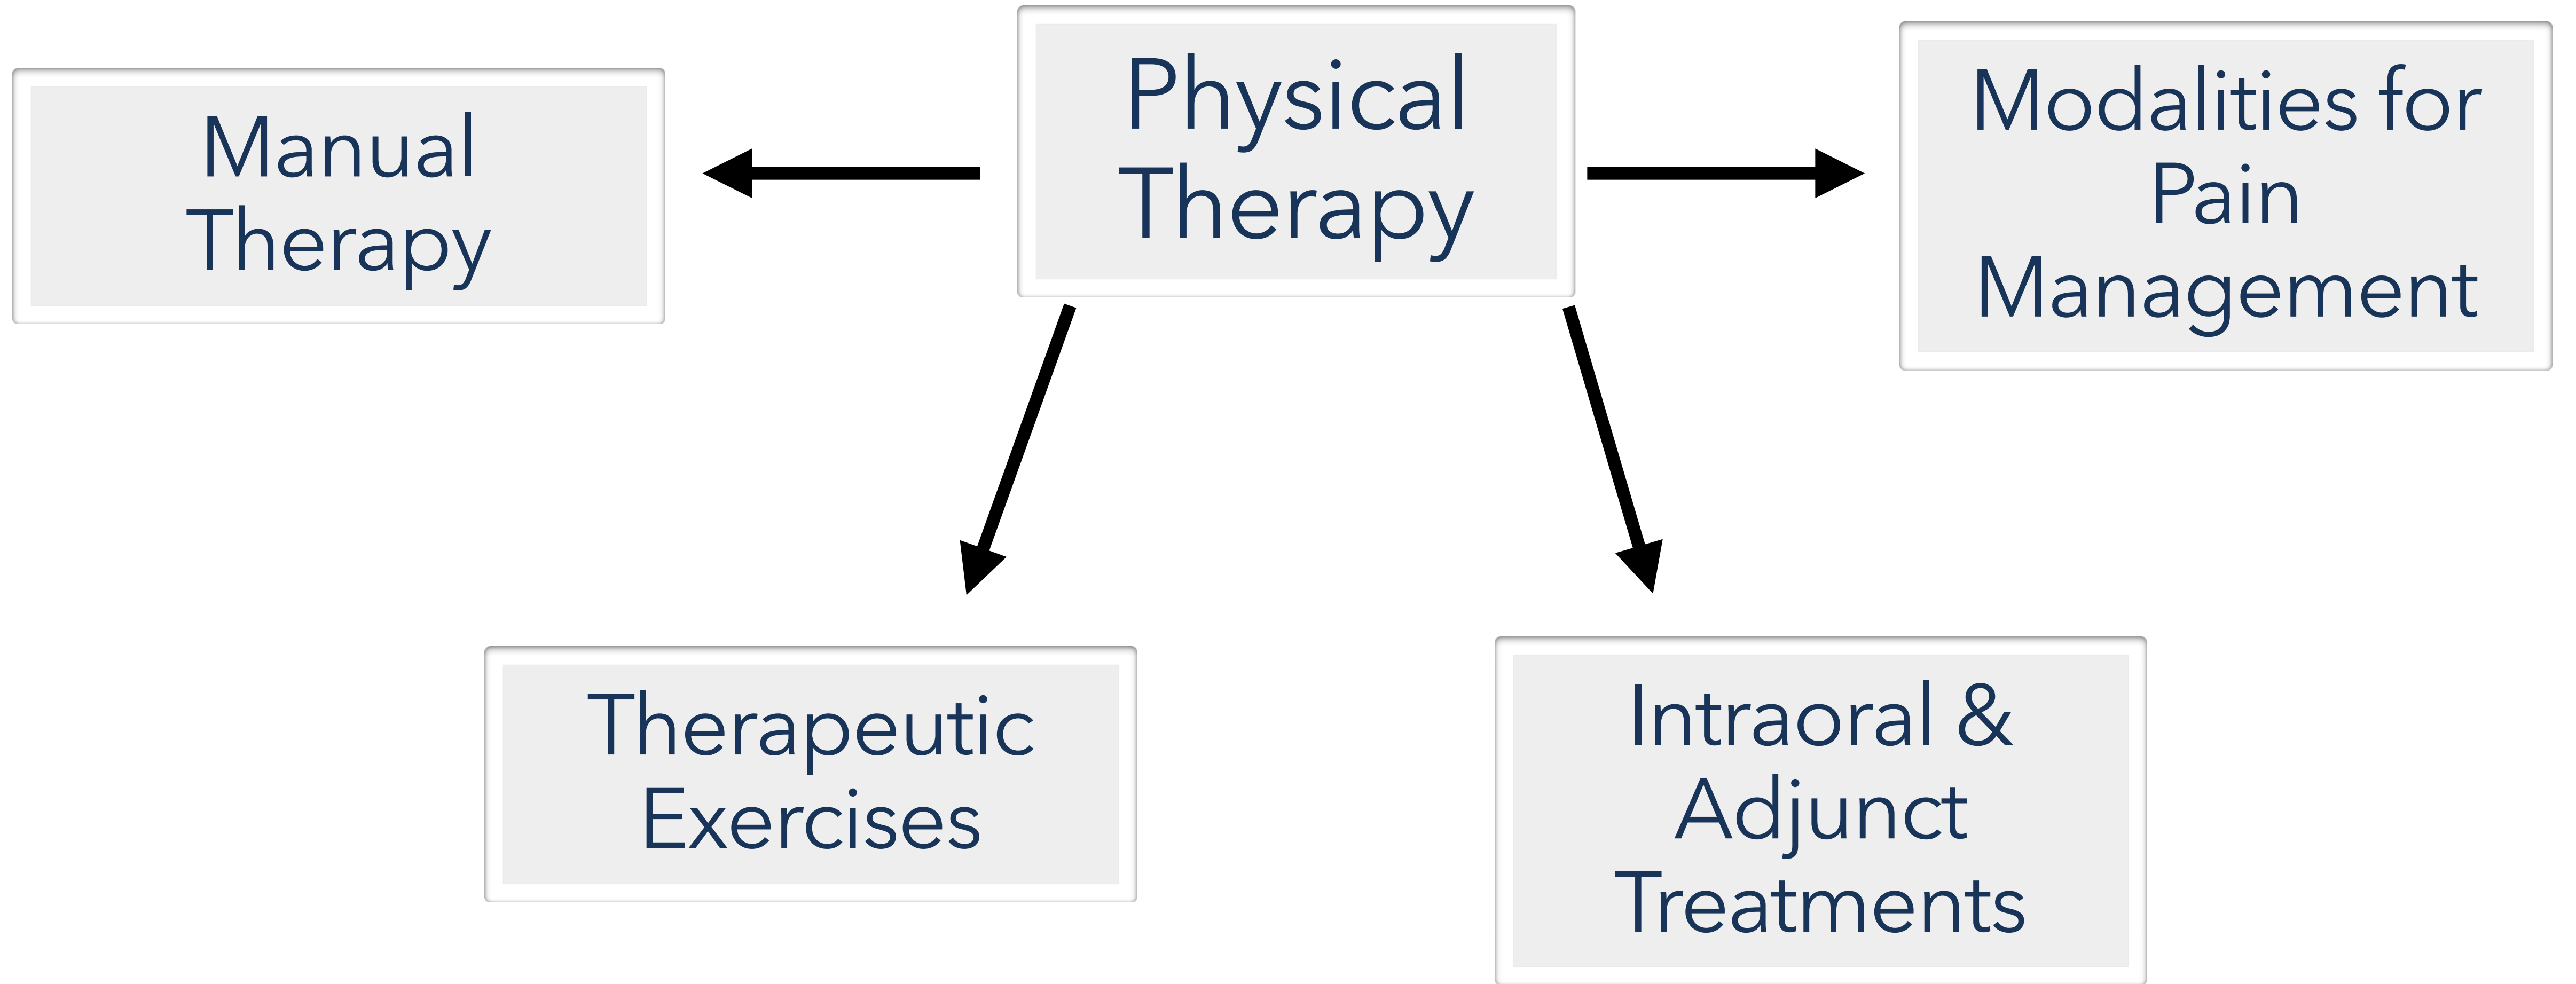 Physical
Therapy
Manual
Therapy
Modalities for
Pain
Management
Therapeutic
Exercises
Intraoral &
Adjunct
Treatments